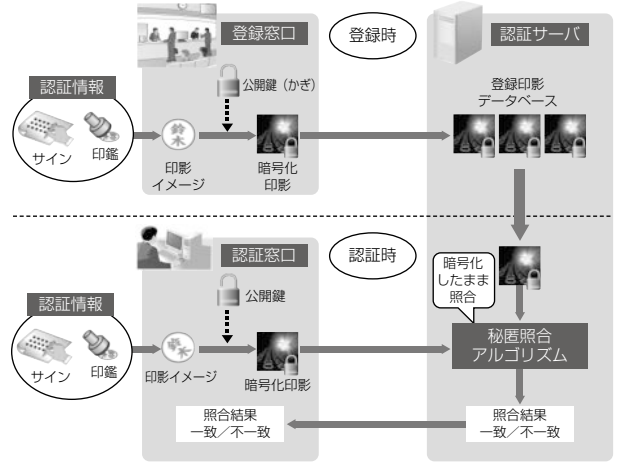 登録窓口
登録時
認証サーバ
公開鍵（かぎ）
認証情報
サイン
印鑑
鈴木
印影
イメージ
暗号化
印影
登録印影
データベース
認証窓口
認証時
公開鍵
認証情報
サイン
印鑑
鈴木
印影イメージ
暗号化印影
暗号化
したまま
照合
秘匿照合
アルゴリズム
照合結果
一致／不一致
照合結果
一致／不一致